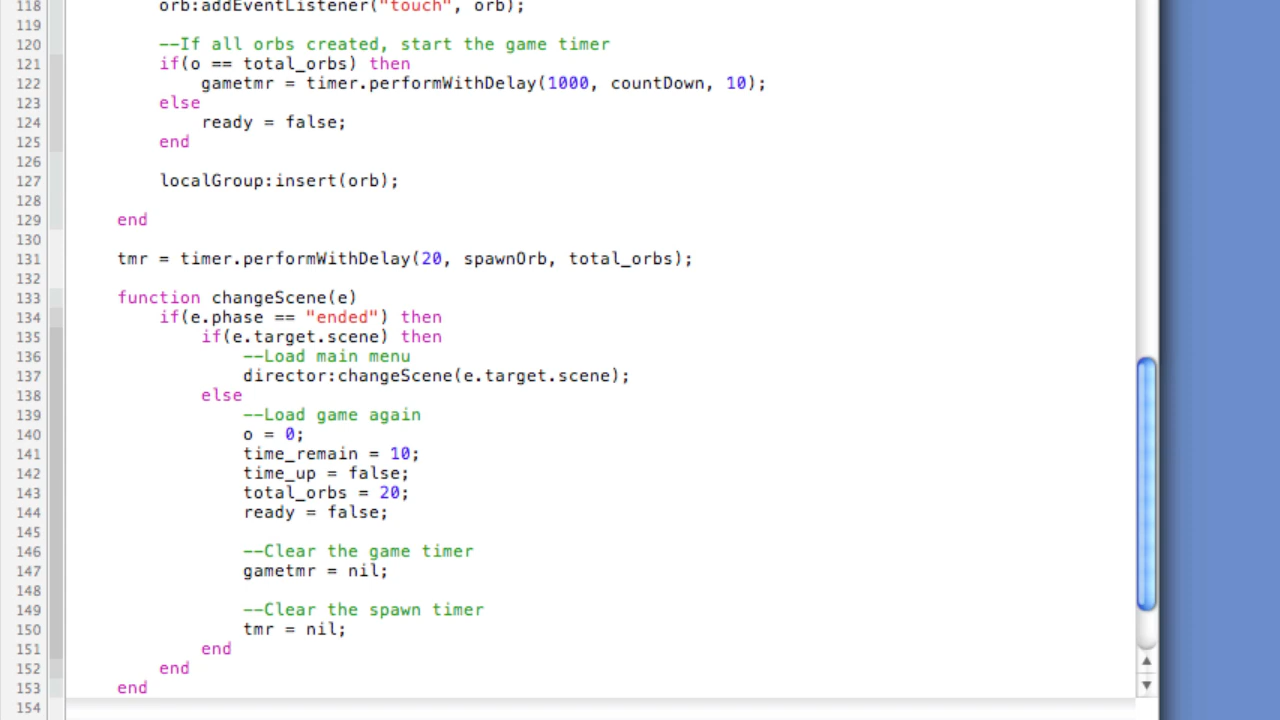 118 orb:addEventListener("touch", orb);
119
120 --If all orbs created, start the game timer
121 if(o == total_orbs) then
122 gametmr = timer.performWithDelay(1000, countDown, 10);
123 else
124 ready = false;
125 end
126
127 localGroup:insert(orb);
128
129 end
130
131 tmr = timer.performWithDelay(20, spawnOrb, total_orbs);
132
133 function changeScene(e)
134 if(e.phase == "ended") then
135 if(e.target.scene) then
136 --Load main menu
137 director:changeScene(e.target.scene);
138 else
139 --Load game again
140 o = 0;
141 time_remain = 10;
142 time_up = false;
143 total_orbs = 20;
144 ready = false;
145
146 --Clear the game timer
147 gametmr = nil;
148
149 --Clear the spawn timer
150 tmr = nil;
151 end
152 end
153 end
154